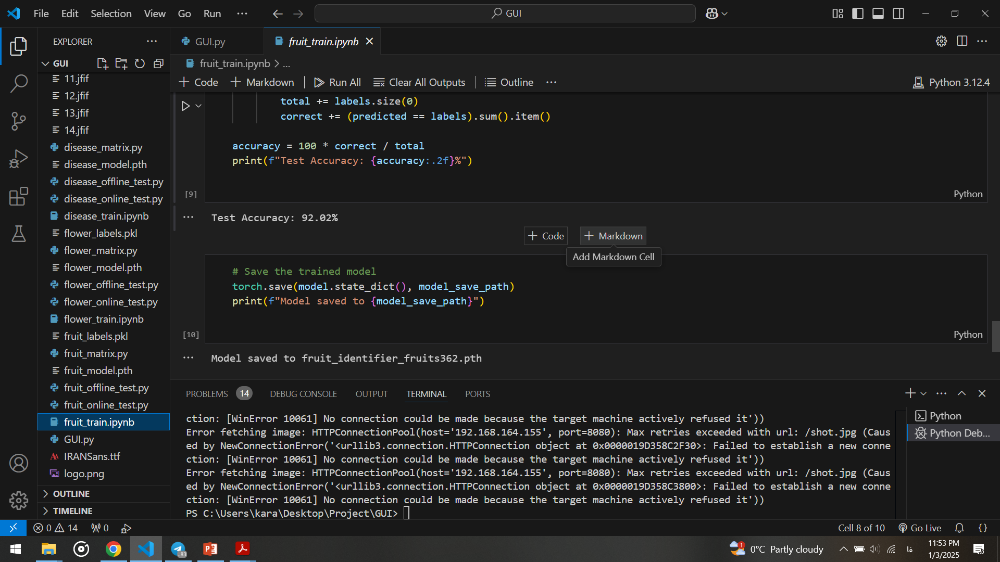 File Edit Selection View Go Run ...
GUI
EXPLORER ...
GUI
11.jfif
12.jfif
13.jfif
14.jfif
disease_matrix.py
disease_model.pth
disease_offline_test.py
disease_online_test.py
disease_train.ipynb
flower_labels.pkl
flower_matrix.py
flower_model.pth
flower_offline_test.py
flower_online_test.py
flower_train.ipynb
fruit_labels.pkl
fruit_matrix.py
fruit_model.pth
fruit_offline_test.py
fruit_online_test.py
fruit_train.ipynb
GUI.py
IRANSans.ttf
logo.png
OUTLINE
TIMELINE
GUI.py fruit_train.ipynb
fruit_train.ipynb > ...
+ Code + Markdown Run All Clear All Outputs Outline ... Python 3.12.4
total += labels.size(0)
correct += (predicted == labels).sum().item()
accuracy = 100 * correct / total
print(f"Test Accuracy: {accuracy:.2f}%")
[9] Python
... Test Accuracy: 92.02%
+ Code + Markdown
Add Markdown Cell
# Save the trained model
torch.save(model.state_dict(), model_save_path)
print(f"Model saved to {model_save_path}")
[10] Python
... Model saved to fruit_identifier_fruits362.pth
PROBLEMS 14 DEBUG CONSOLE OUTPUT TERMINAL PORTS
ction: [WinError 10061] No connection could be made because the target machine actively refused it'))
Error fetching image: HTTPConnectionPool(host='192.168.164.155', port=8080): Max retries exceeded with url: /shot.jpg (Caus
ed by NewConnectionError('<urllib3.connection.HTTPConnection object at 0x0000019D358C2F30>: Failed to establish a new conne
ction: [WinError 10061] No connection could be made because the target machine actively refused it'))
Error fetching image: HTTPConnectionPool(host='192.168.164.155', port=8080): Max retries exceeded with url: /shot.jpg (Caus
ed by NewConnectionError('<urllib3.connection.HTTPConnection object at 0x0000019D358C3800>: Failed to establish a new conne
ction: [WinError 10061] No connection could be made because the target machine actively refused it'))
PS C:\Users\kara\Desktop\Project\GUI>
Python
Python Deb...
0 14 0 Cell 8 of 10 Go Live {}
83 1 0°C Partly cloudy فا 11:53 PM
1/3/2025